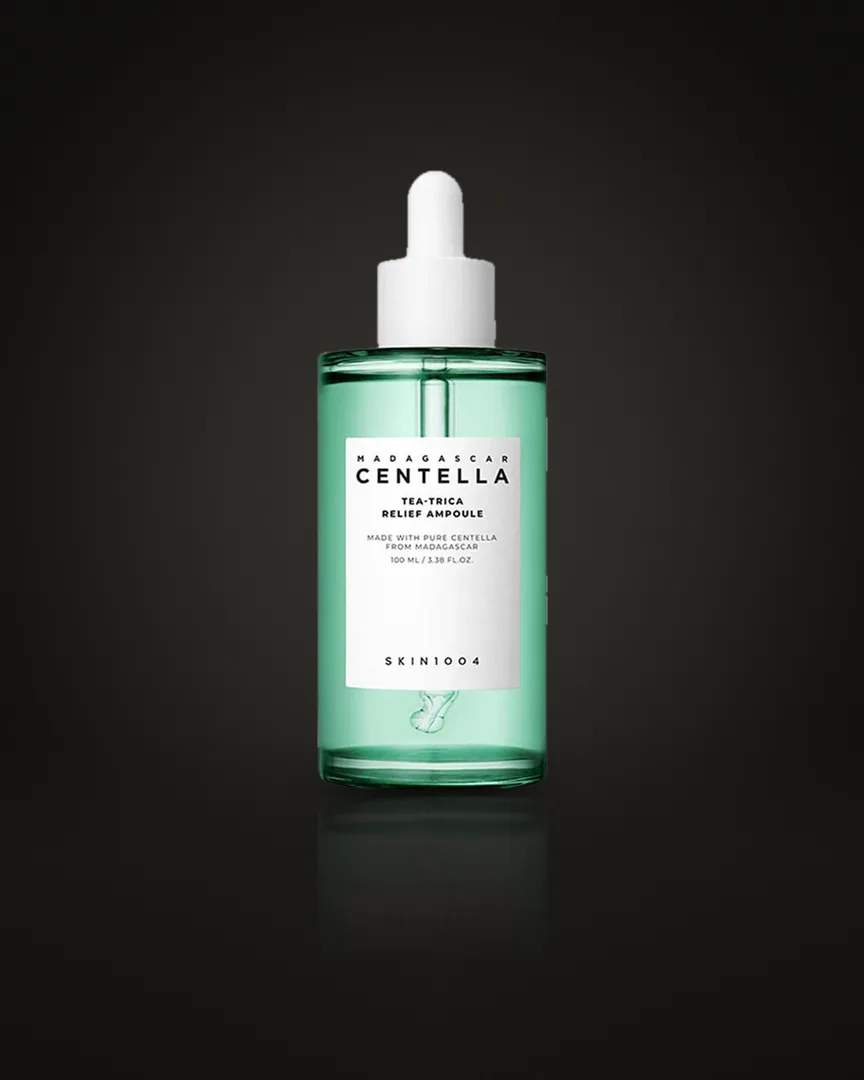 MADAGASCAR
CENTELLA
TEA-TRICA
RELIEF AMPOULE
MADE WITH PURE CENTELLA
FROM MADAGASCAR
100 ML / 3.38 FL.OZ.
SKIN1004